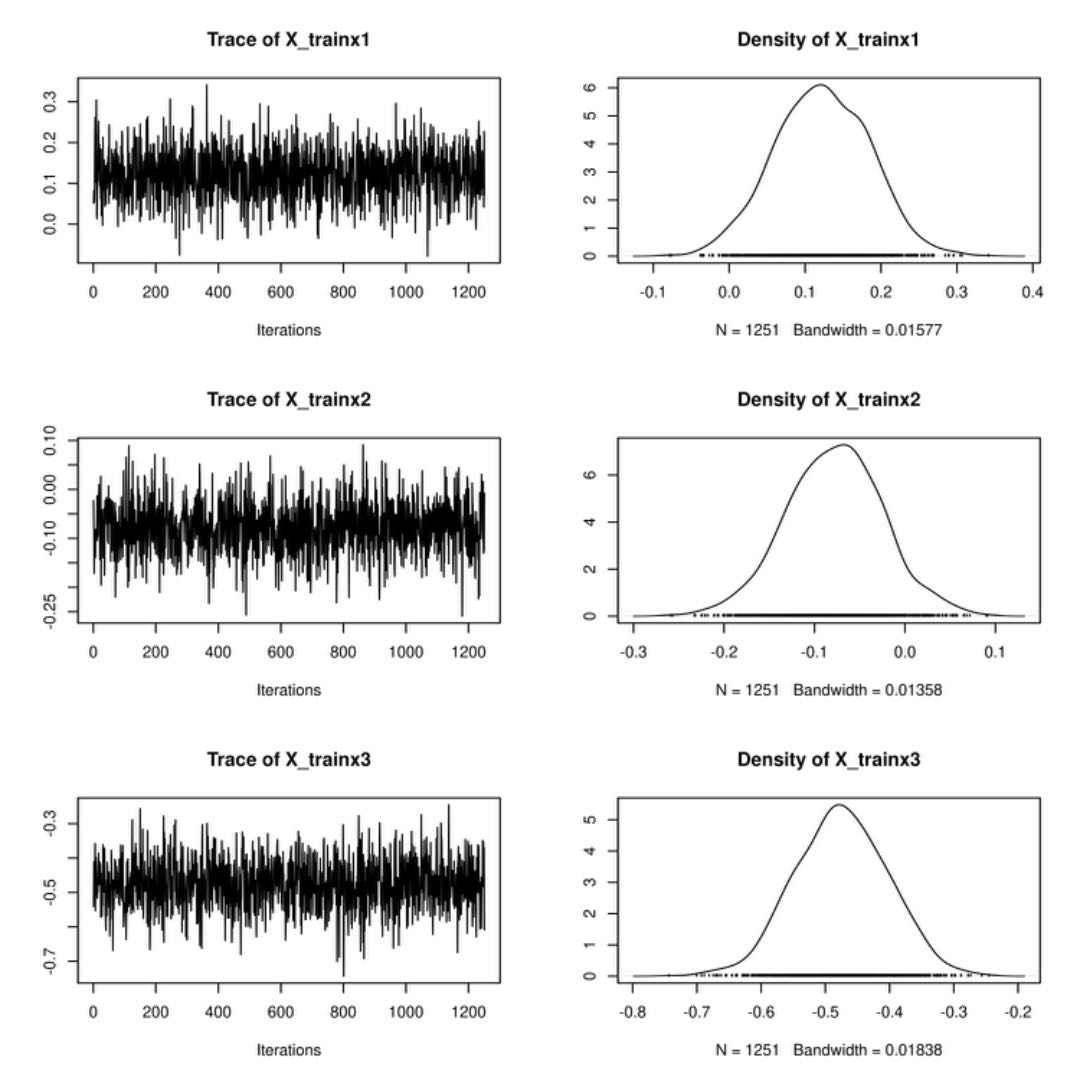 Trace of X_trainx1
0.3
0.2
0.1
0.0
0 200 400 600 800 1000 1200
Iterations
Density of X_trainx1
6
5
4
3
2
1
0
-0.1 0.0 0.1 0.2 0.3 0.4
N = 1251 Bandwidth = 0.01577
Trace of X_trainx2
0.10
0.00
-0.10
-0.25
0 200 400 600 800 1000 1200
Iterations
Density of X_trainx2
6
4
2
0
-0.3 -0.2 -0.1 0.0 0.1
N = 1251 Bandwidth = 0.01358
Trace of X_trainx3
-0.3
-0.5
-0.7
0 200 400 600 800 1000 1200
Iterations
Density of X_trainx3
5
4
3
2
1
0
-0.8 -0.7 -0.6 -0.5 -0.4 -0.3 -0.2
N = 1251 Bandwidth = 0.01838